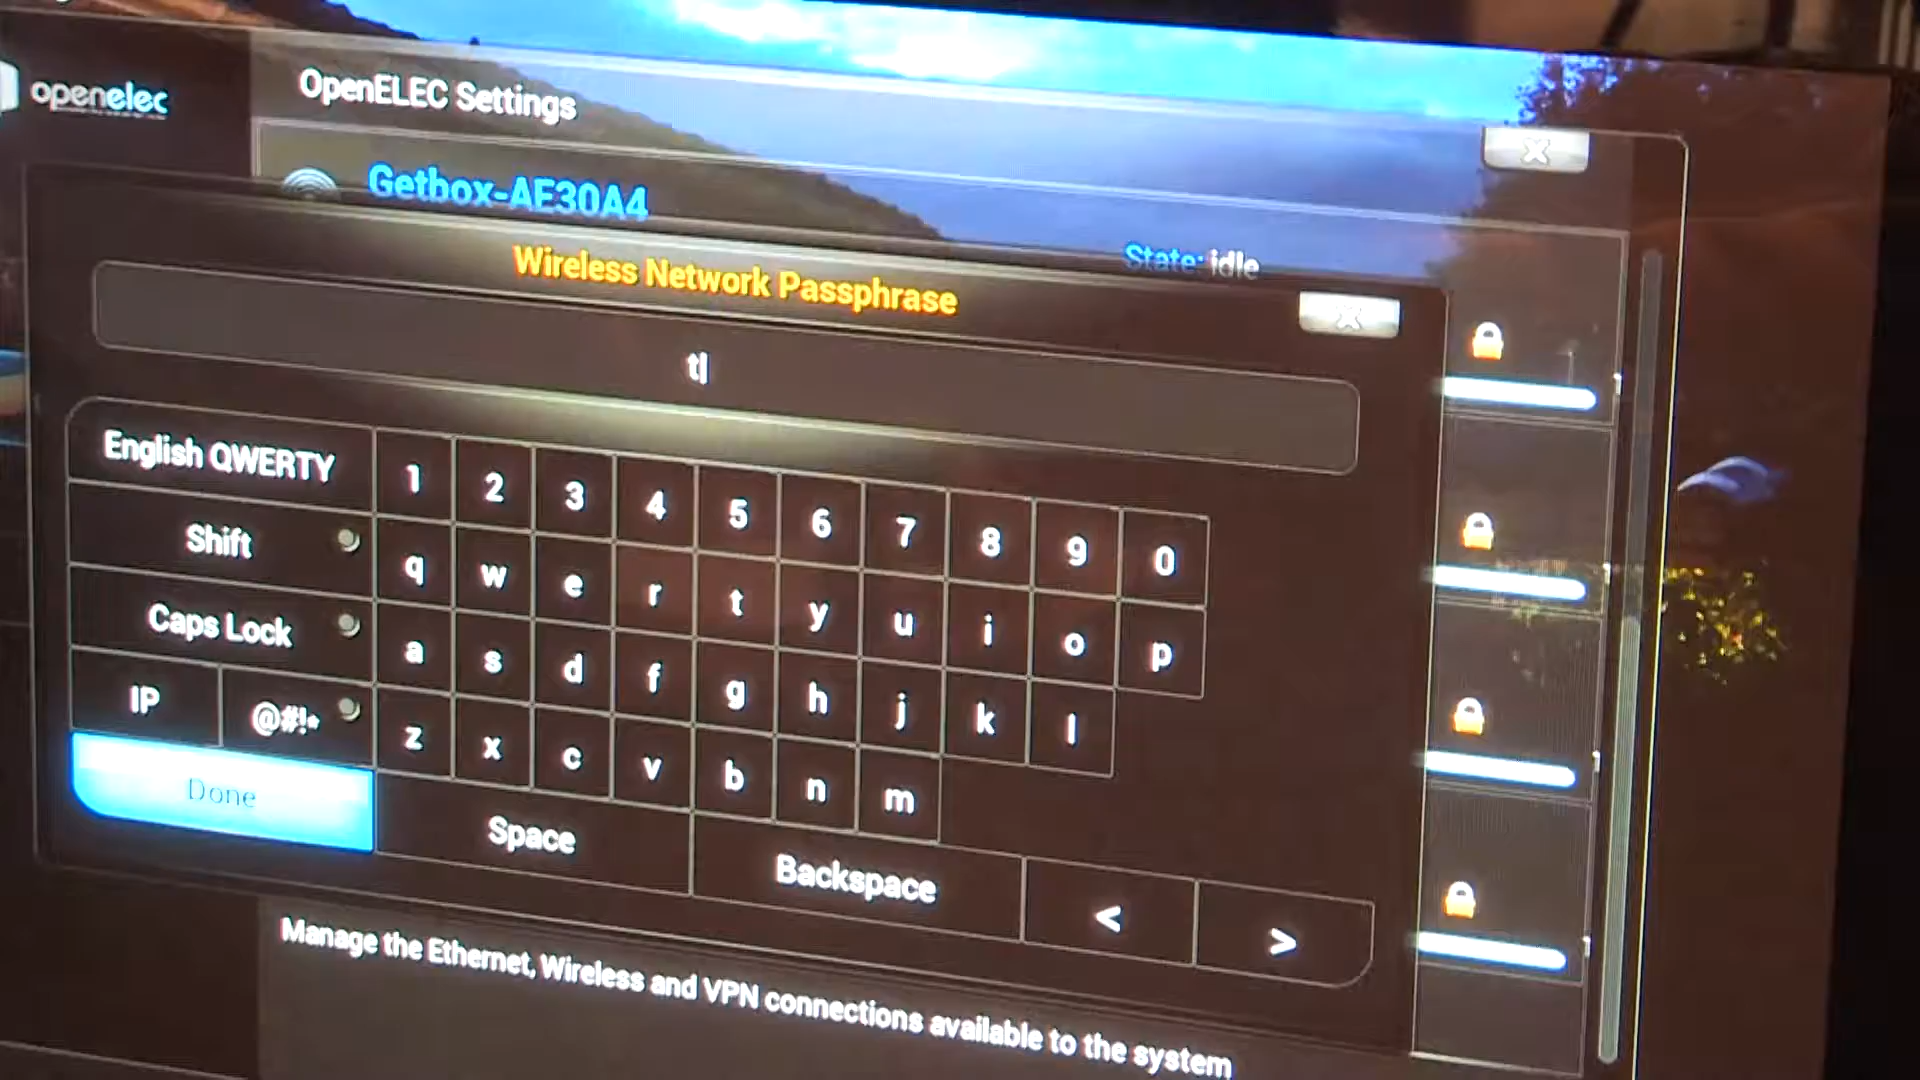 openelec
OpenELEC Settings
X
Getbox-AE30A4
State: idle
Wireless Network Passphrase
X
t|
English QWERTY 1 2 3 4 5 6 7 8 9 0
Shift q w e r t y u i o p
Caps Lock a s d f g h j k l
IP @#!* z x c v b n m
Done Space Backspace < >
Manage the Ethernet, Wireless and VPN connections available to the system